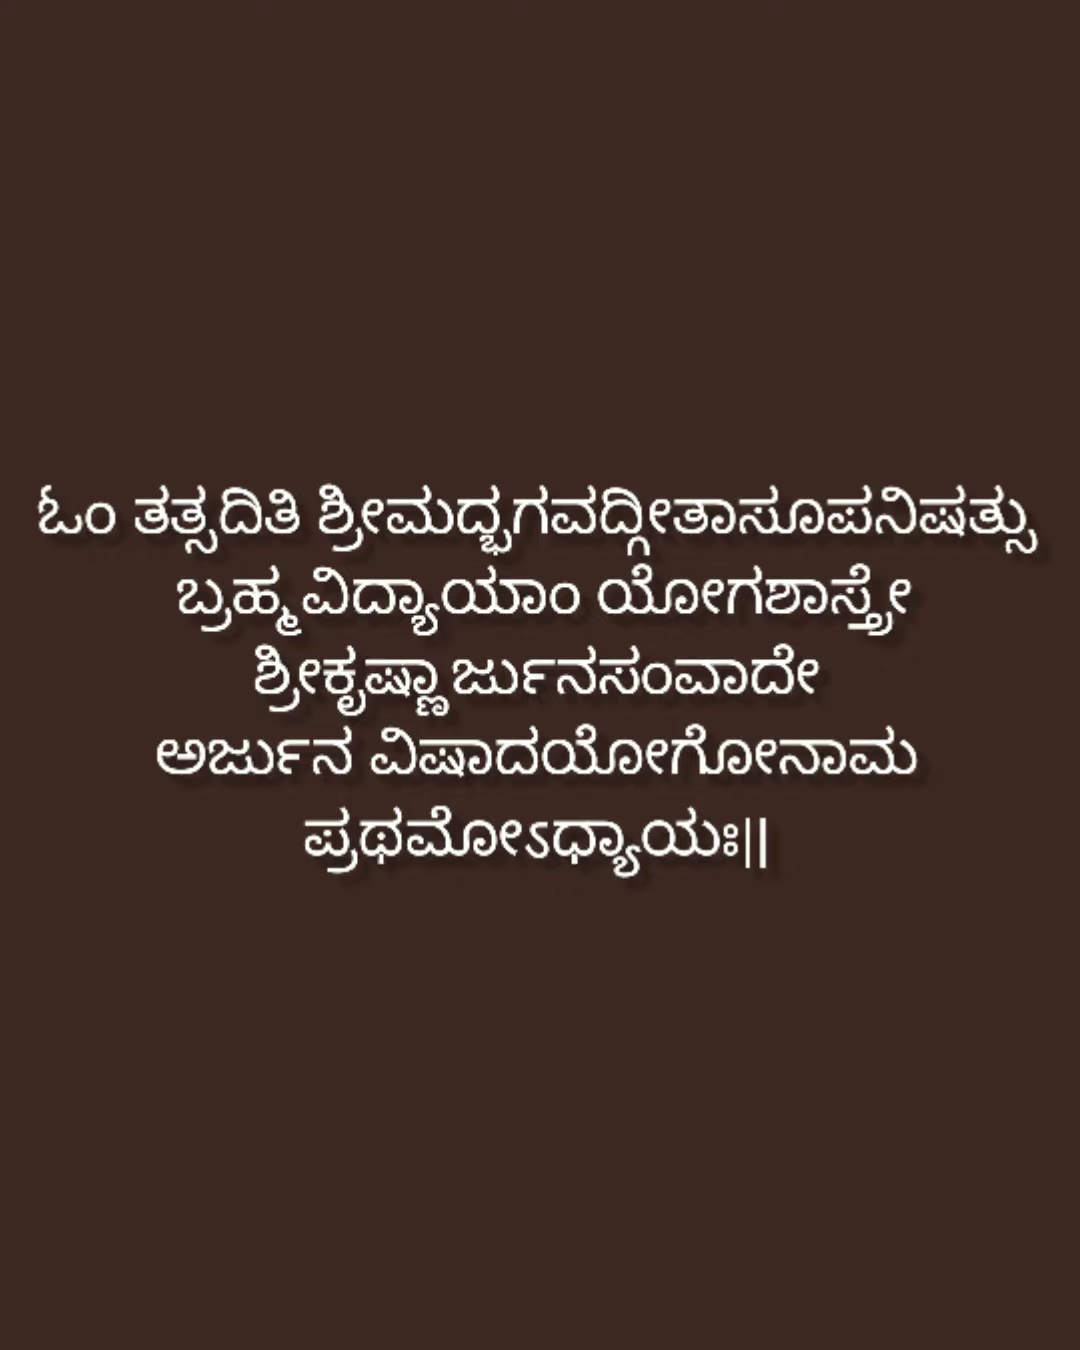 ಓಂ ತತ್ಸದಿತಿ ಶ್ರೀಮದ್ಭಗವದ್ಗೀತಾಸೂಪನಿಷತ್ಸು
ಬ್ರಹ್ಮವಿದ್ಯಾಯಾಂ ಯೋಗಶಾಸ್ತ್ರೇ
ಶ್ರೀಕೃಷ್ಣಾರ್ಜುನಸಂವಾದೇ
ಅರ್ಜುನ ವಿಷಾದಯೋಗೋನಾಮ
ಪ್ರಥಮೋಽಧ್ಯಾಯಃ||